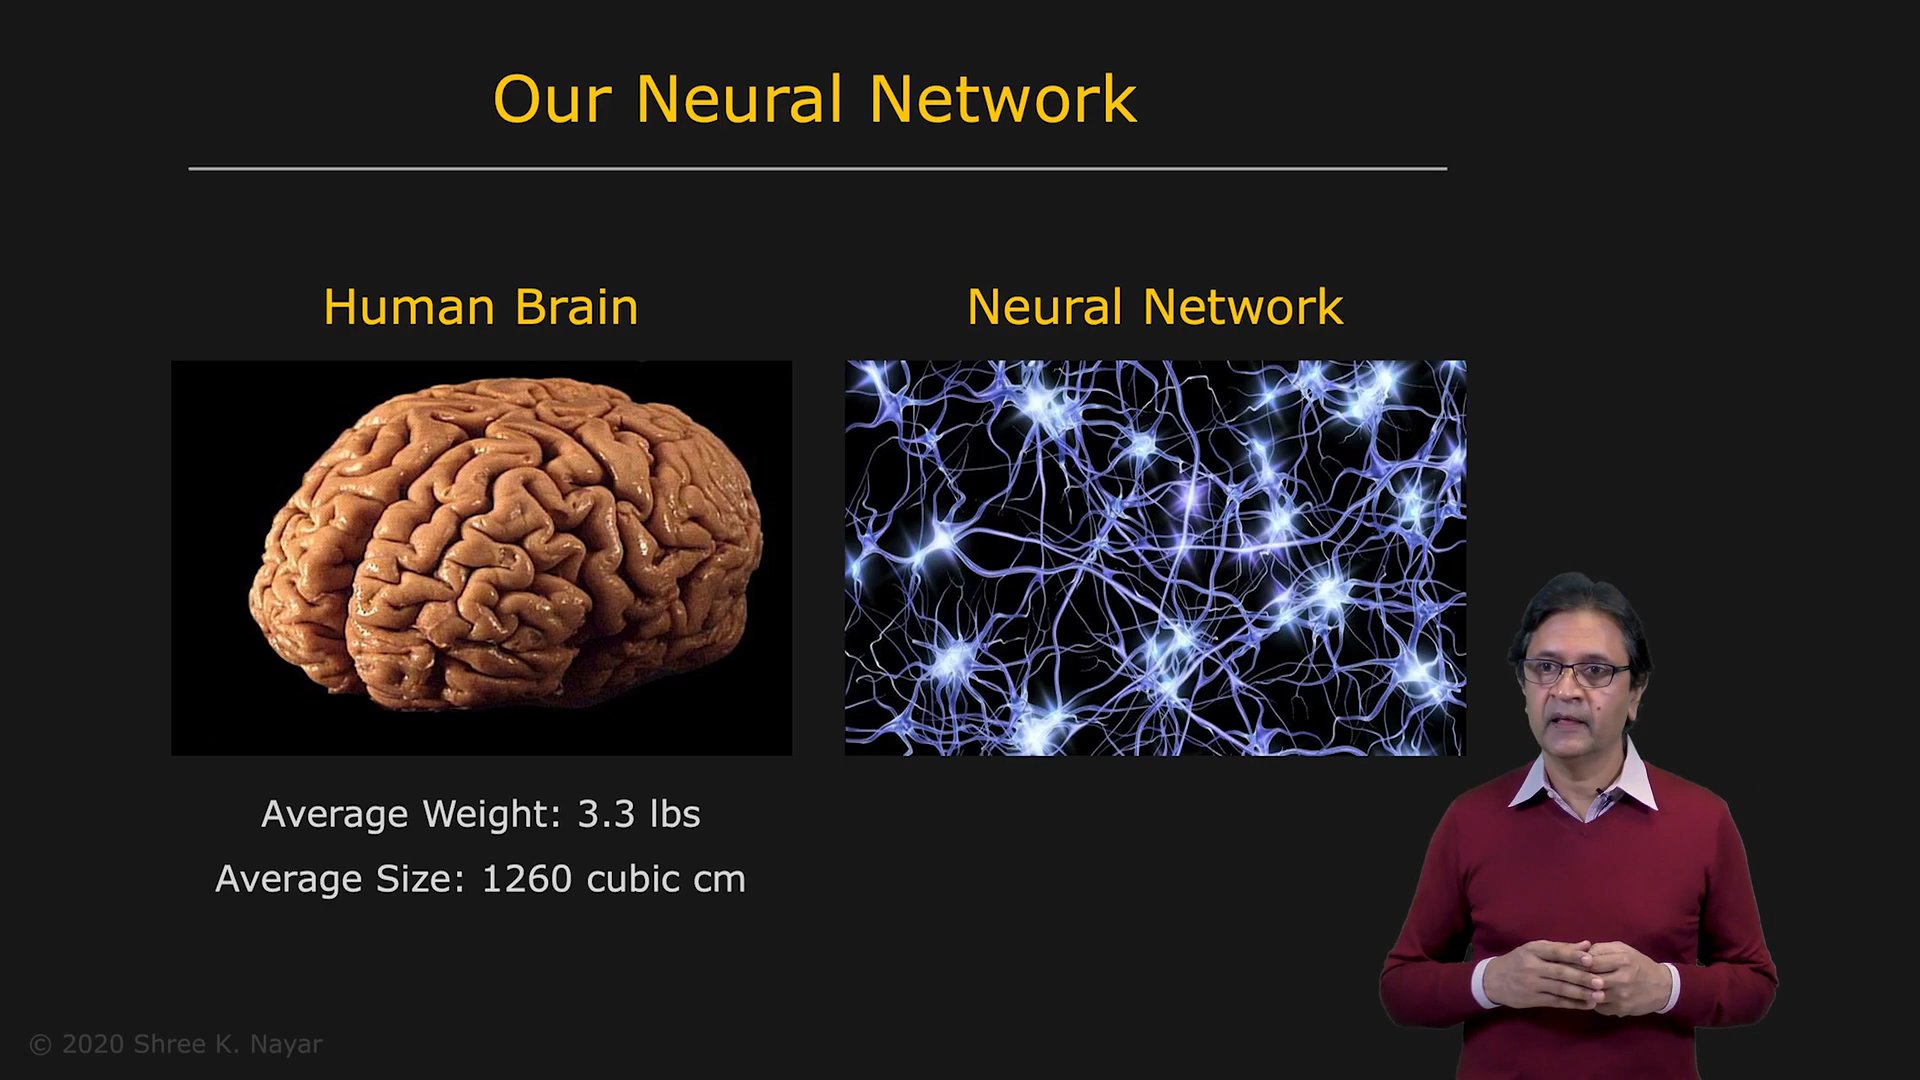 Our Neural Network
Human Brain
Neural Network
Average Weight: 3.3 lbs
Average Size: 1260 cubic cm
© 2020 Shree K. Nayar